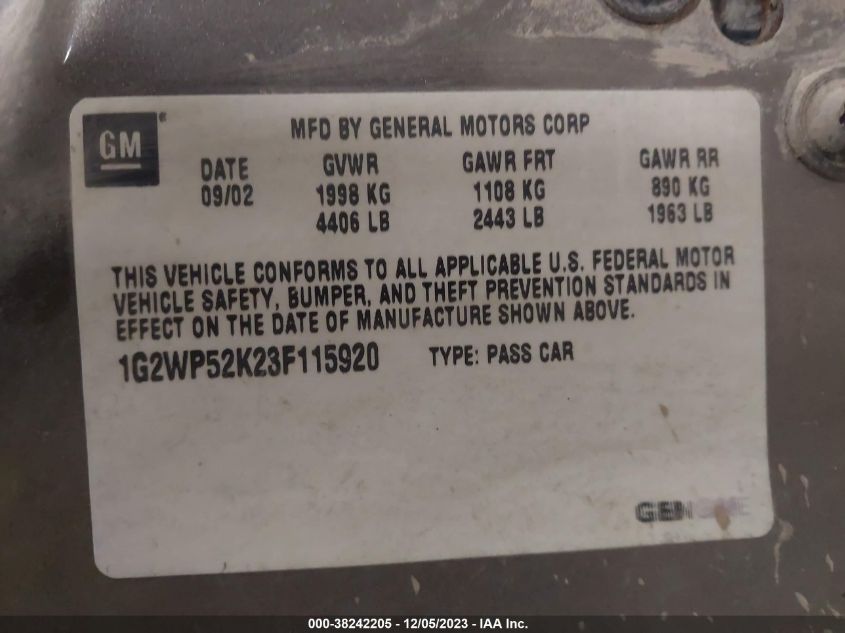 GM
MFD BY GENERAL MOTORS CORP
DATE GVWR GAWR FRT GAWR RR
09/02 1998 KG 1108 KG 890 KG
4406 LB 2443 LB 1963 LB
THIS VEHICLE CONFORMS TO ALL APPLICABLE U.S. FEDERAL MOTOR
VEHICLE SAFETY, BUMPER, AND THEFT PREVENTION STANDARDS IN
EFFECT ON THE DATE OF MANUFACTURE SHOWN ABOVE.
1G2WP52K23F115920 TYPE: PASS CAR
000-38242205 - 12/05/2023 - IAA Inc.